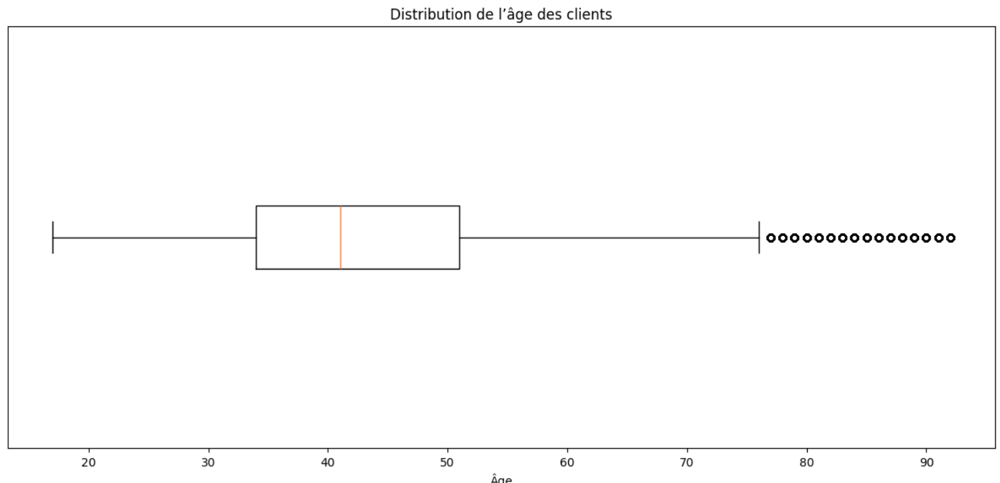 Distribution de l’âge des clients
20 30 40 50 60 70 80 90
Âge